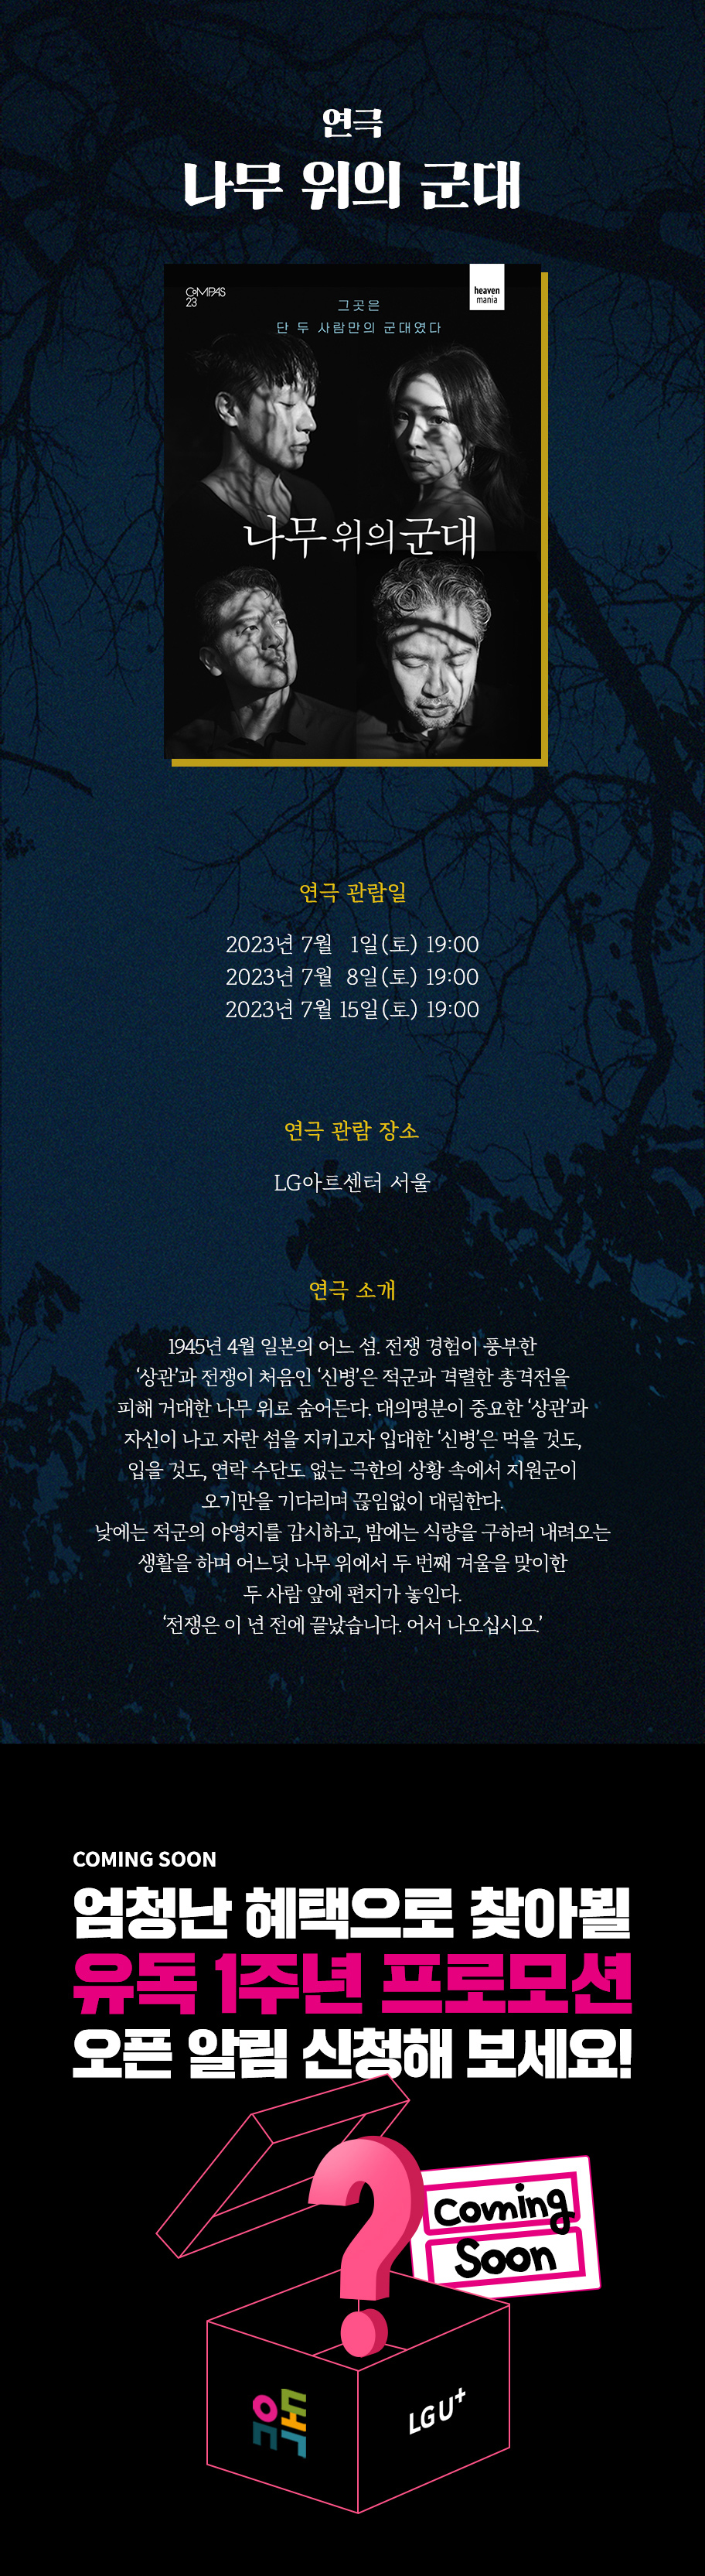 연극
나무 위의 군대
COMPAS
23
heaven
mania
그곳은
단 두 사람만의 군대였다
나무 위의 군대
연극 관람일
2023년 7월 1일(토) 19:00
2023년 7월 8일(토) 19:00
2023년 7월 15일(토) 19:00
연극 관람 장소
LG아트센터 서울
연극 소개
1945년 4월 일본의 어느 섬. 전쟁 경험이 풍부한
‘상관’과 전쟁이 처음인 ‘신병’은 적군과 격렬한 총격전을
피해 거대한 나무 위로 숨어든다. 대의명분이 중요한 ‘상관’과
자신이 나고 자란 섬을 지키고자 입대한 ‘신병’은 먹을 것도,
입을 것도, 연락 수단도 없는 극한의 상황 속에서 지원군이
오기만을 기다리며 끊임없이 대립한다.
낮에는 적군의 야영지를 감시하고, 밤에는 식량을 구하러 내려오는
생활을 하며 어느덧 나무 위에서 두 번째 겨울을 맞이한
두 사람 앞에 편지가 놓인다.
‘전쟁은 이 년 전에 끝났습니다. 어서 나오십시오.’
COMING SOON
엄청난 혜택으로 찾아뵐
유독 1주년 프로모션
오픈 알림 신청해 보세요!
Coming
Soon
유독
LG U+